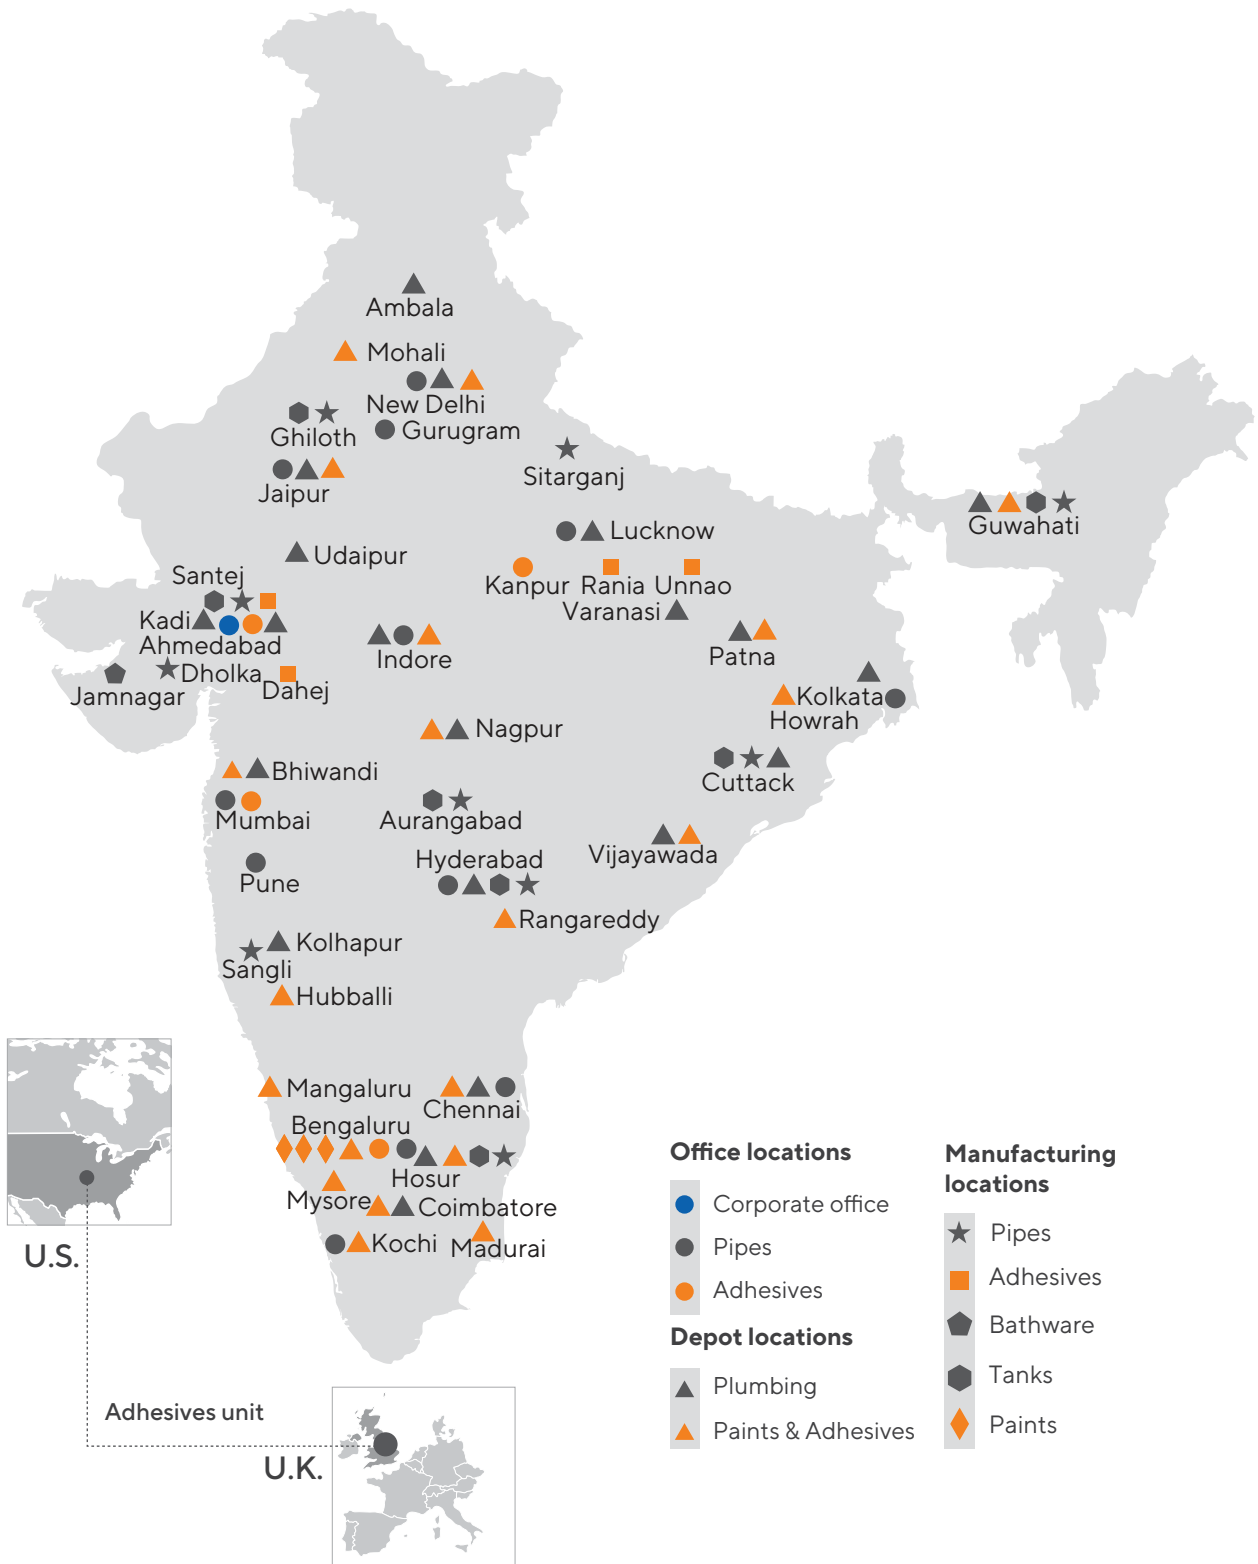 Ambala
Mohali
New Delhi
Ghiloth
Gurugram
Sitarganj
Jaipur
Guwahati
Lucknow
Udaipur
Santej
Kanpur
Rania
Unnao
Varanasi
Kadi
Ahmedabad
Indore
Patna
Dholka
Jamnagar
Dahej
Kolkata
Howrah
Nagpur
Bhiwandi
Cuttack
Mumbai
Aurangabad
Vijayawada
Hyderabad
Pune
Rangareddy
Kolhapur
Sangli
Hubballi
Mangaluru
Chennai
Bengaluru
Hosur
Mysore
Coimbatore
Kochi
Madurai
U.S.
Adhesives unit
U.K.
Office locations
Corporate office
Pipes
Adhesives
Depot locations
Plumbing
Paints & Adhesives
Manufacturing
locations
Pipes
Adhesives
Bathware
Tanks
Paints